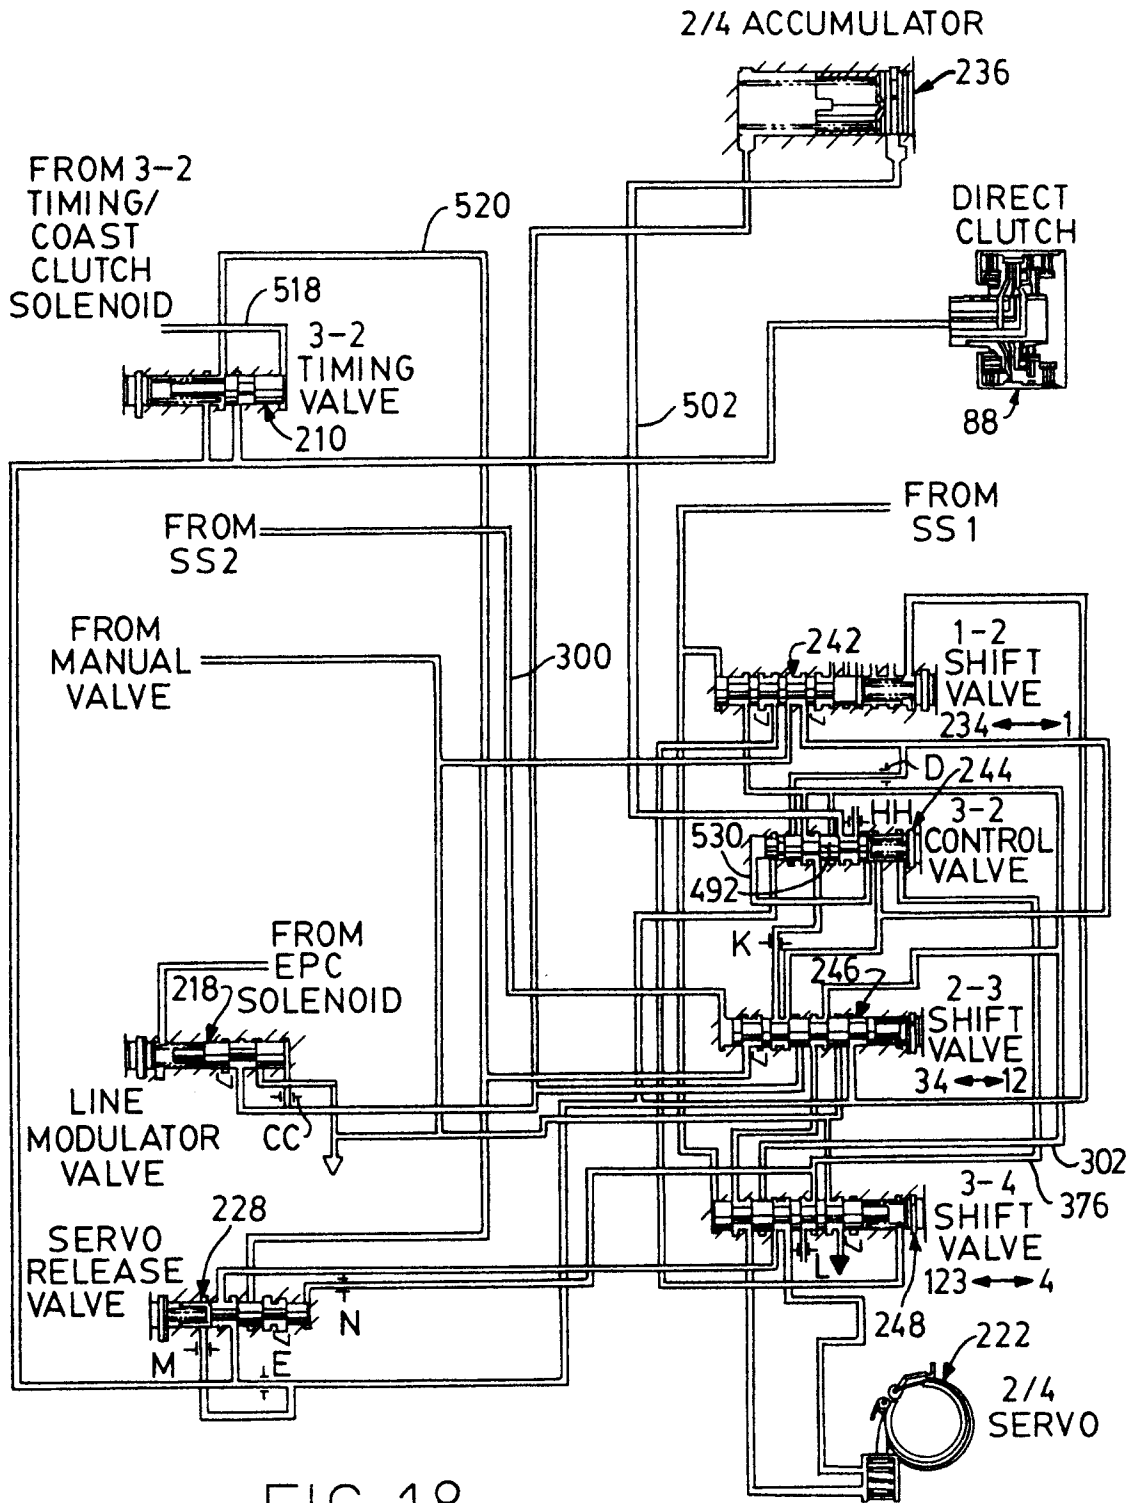 2/4 ACCUMULATOR
236
FROM 3-2
TIMING/
COAST
CLUTCH
SOLENOID
520
518
3-2
TIMING
VALVE
210
DIRECT
CLUTCH
88
502
FROM
SS2
FROM
SS1
FROM
MANUAL
VALVE
300
242
1-2
SHIFT
VALVE
234
1
D
244
HH
3-2
CONTROL
VALVE
530
492
K
FROM
EPC
SOLENOID
218
246
2-3
SHIFT
VALVE
34
12
LINE
MODULATOR
VALVE
CC
302
376
228
SERVO
RELEASE
VALVE
3-4
SHIFT
VALVE
123
4
L
N
M
E
248
222
2/4
SERVO
FIG. 18